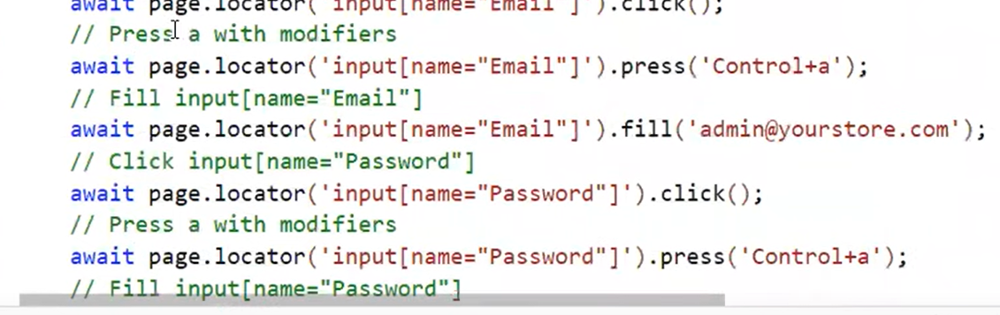 await page.locator('input[name="Email"]').click();
// Press a with modifiers
await page.locator('input[name="Email"]').press('Control+a');
// Fill input[name="Email"]
await page.locator('input[name="Email"]').fill('admin@yourstore.com');
// Click input[name="Password"]
await page.locator('input[name="Password"]').click();
// Press a with modifiers
await page.locator('input[name="Password"]').press('Control+a');
// Fill input[name="Password"]